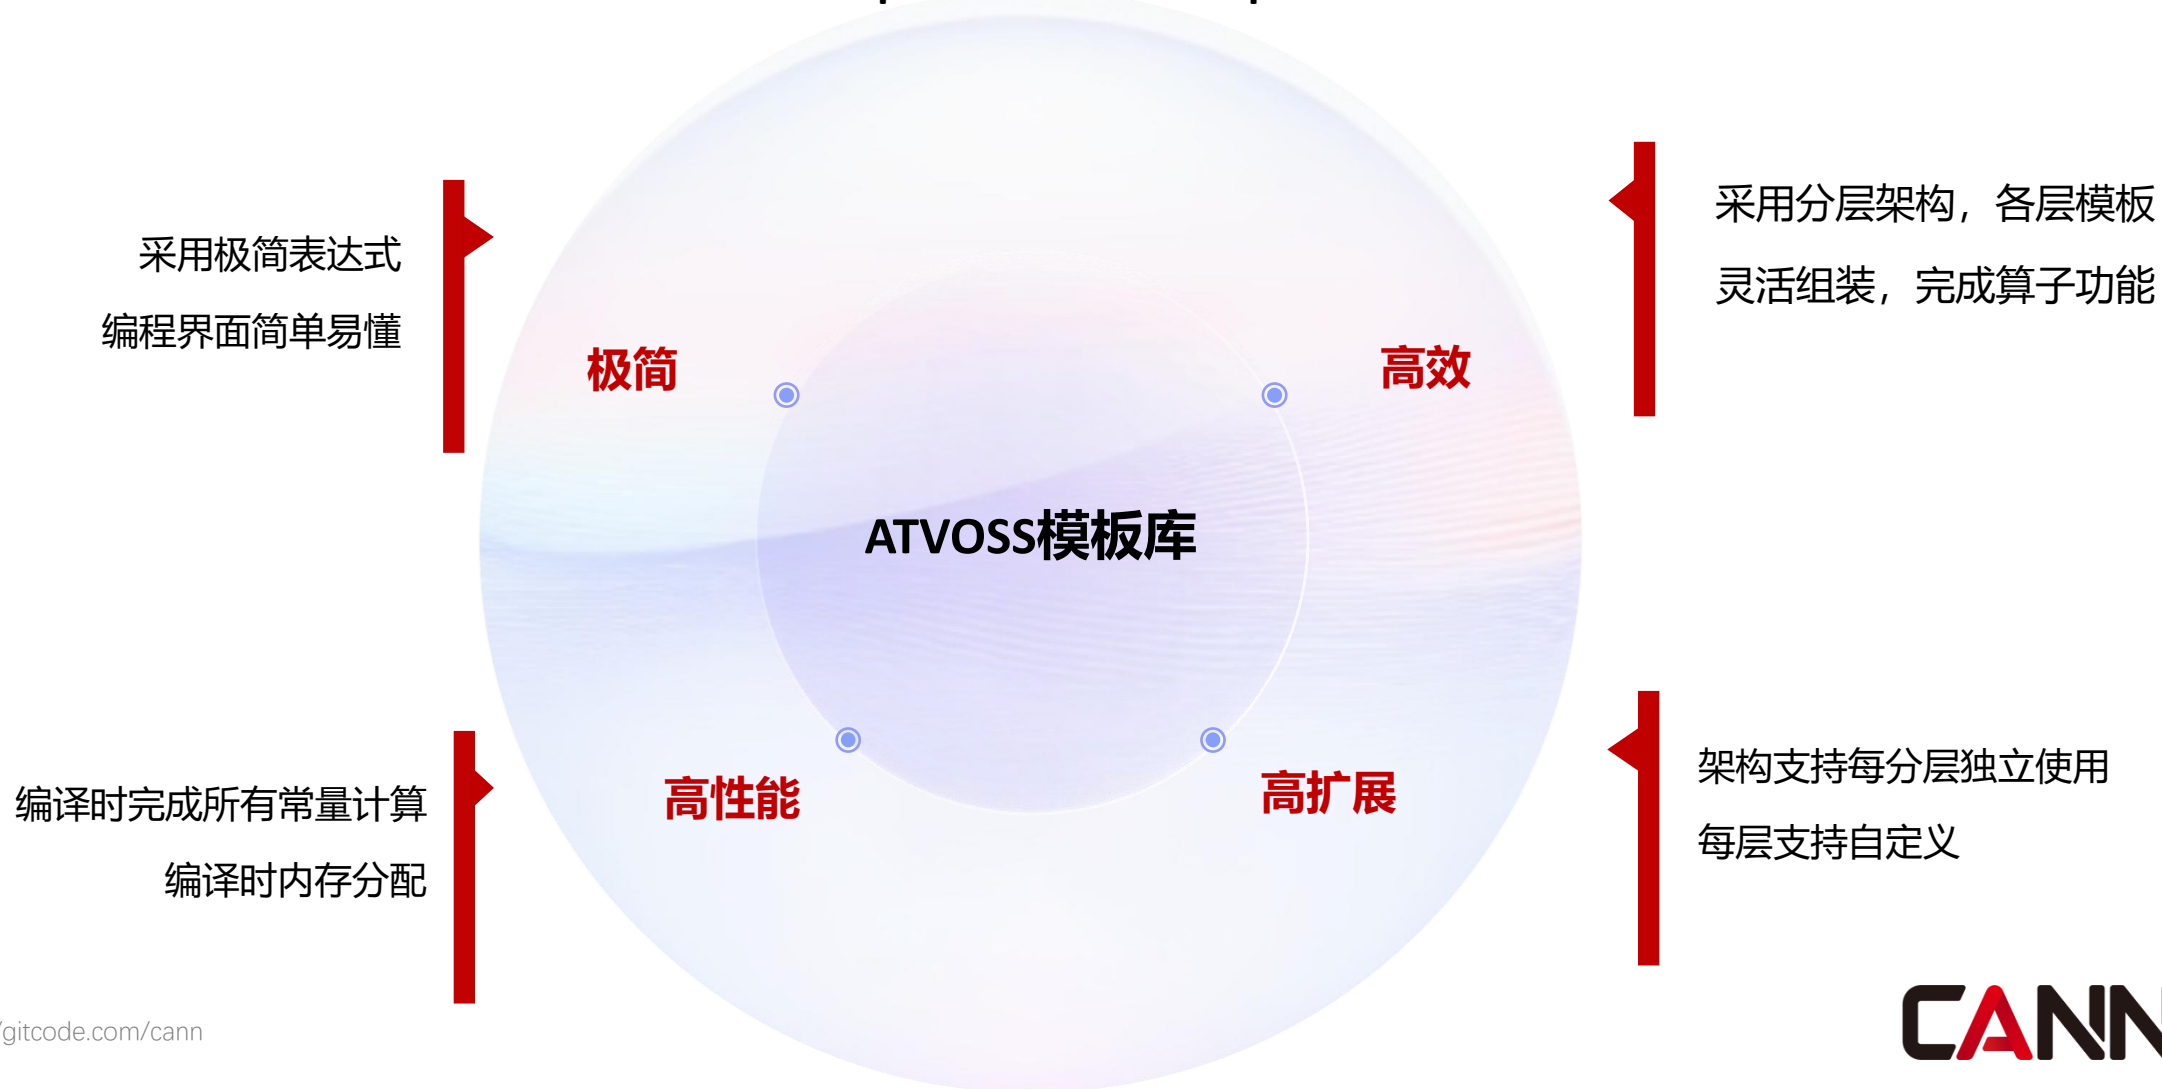 采用极简表达式
编程界面简单易懂
极简
高效
采用分层架构，各层模板
灵活组装，完成算子功能
ATVOSS模板库
编译时完成所有常量计算
编译时内存分配
高性能
高扩展
架构支持每分层独立使用
每层支持自定义
/gitcode.com/cann
CANN